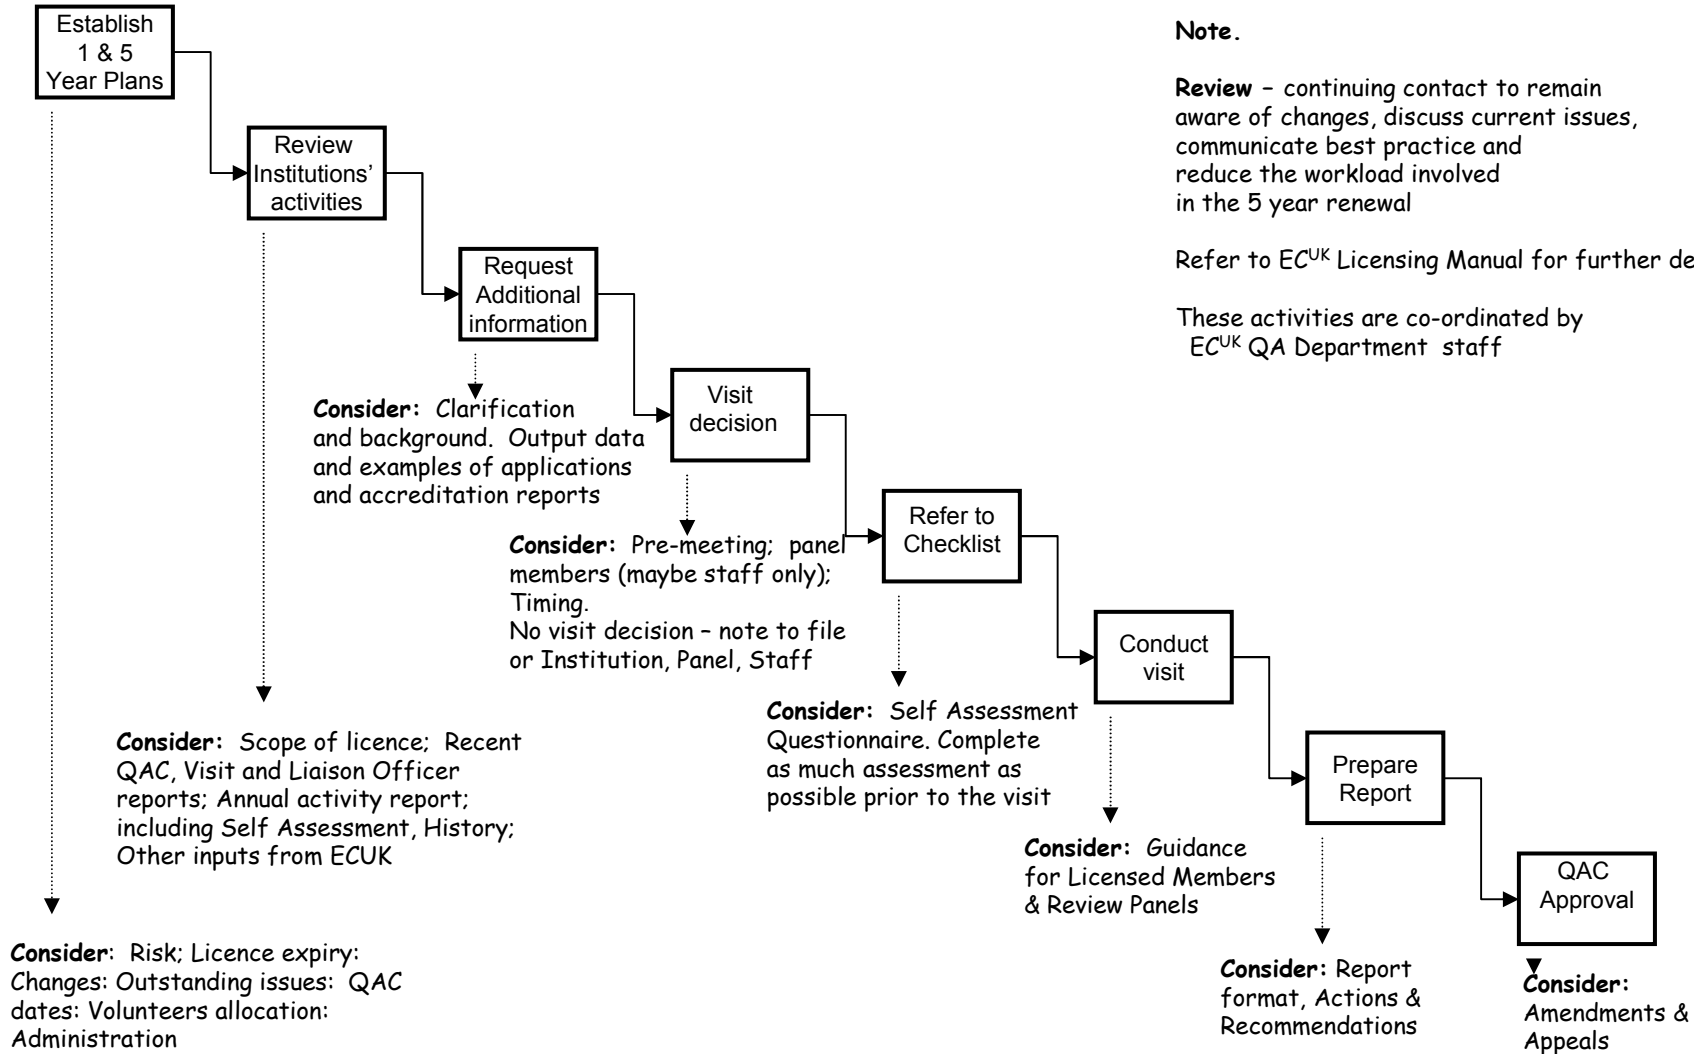 Establish
1 & 5
Year Plans
Note.
Review – continuing contact to remain
aware of changes, discuss current issues,
communicate best practice and
reduce the workload involved
in the 5 year renewal
Refer to ECUK Licensing Manual for further de
These activities are co-ordinated by
ECUK QA Department staff
Review
Institutions’
activities
Request
Additional
information
Consider: Clarification
and background. Output data
and examples of applications
and accreditation reports
Visit
decision
Consider: Pre-meeting; panel
members (maybe staff only);
Timing.
No visit decision – note to file
or Institution, Panel, Staff
Refer to
Checklist
Consider: Self Assessment
Questionnaire. Complete
as much assessment as
possible prior to the visit
Conduct
visit
Consider: Guidance
for Licensed Members
& Review Panels
Consider: Scope of licence; Recent
QAC, Visit and Liaison Officer
reports; Annual activity report;
including Self Assessment, History;
Other inputs from ECUK
Prepare
Report
Consider: Report
format, Actions &
Recommendations
QAC
Approval
Consider:
Amendments &
Appeals
Consider: Risk; Licence expiry:
Changes: Outstanding issues: QAC
dates: Volunteers allocation:
Administration